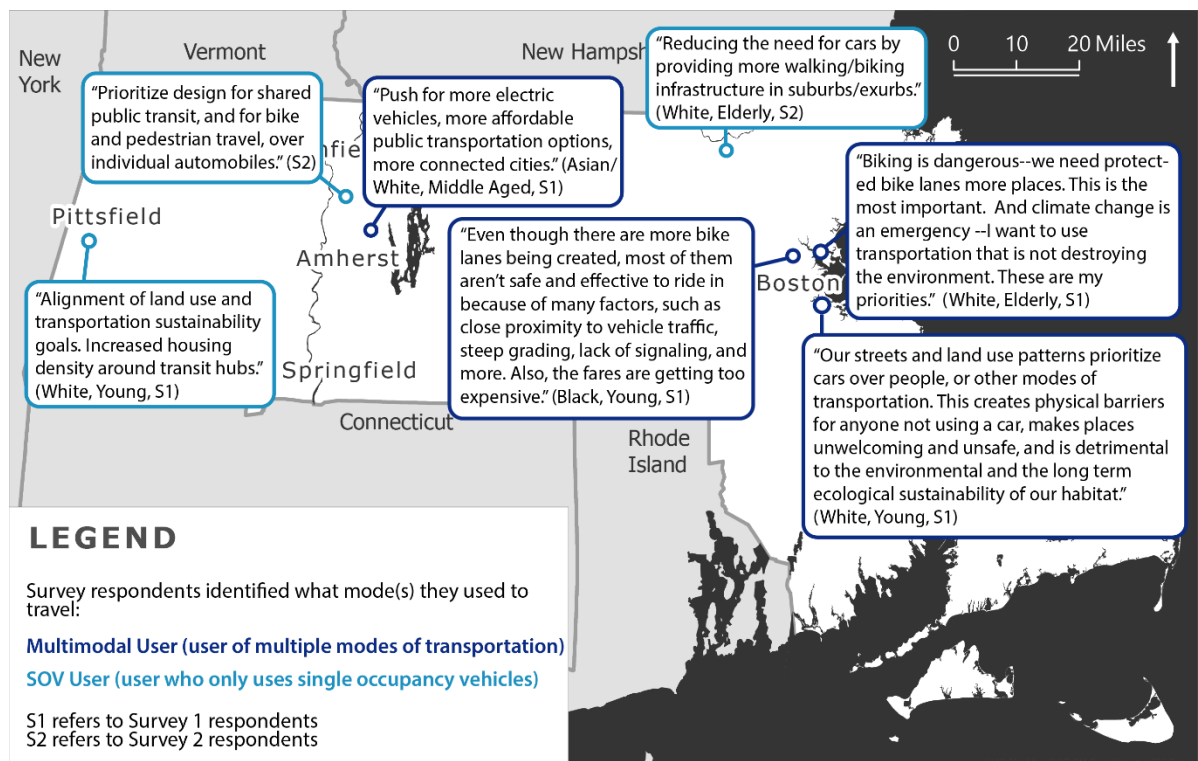 New
York
Vermont
New Hampsh
0 10 20 Miles
“Prioritize design for shared
public transit, and for bike
and pedestrian travel, over
individual automobiles.” (S2)
nfie
“Push for more electric
vehicles, more affordable
public transportation options,
more connected cities.” (Asian/
White, Middle Aged, S1)
“Reducing the need for cars by
providing more walking/biking
infrastructure in suburbs/exurbs.”
(White, Elderly, S2)
“Biking is dangerous--we need protect-
ed bike lanes more places. This is the
most important.  And climate change is
an emergency --I want to use
transportation that is not destroying
the environment. These are my
priorities.”  (White, Elderly, S1)
Pittsfield
Amherst
Boston
“Even though there are more bike
lanes being created, most of them
aren’t safe and effective to ride in
because of many factors, such as
close proximity to vehicle traffic,
steep grading, lack of signaling, and
more. Also, the fares are getting too
expensive.” (Black, Young, S1)
“Alignment of land use and
transportation sustainability
goals. Increased housing
density around transit hubs.”
(White, Young, S1)
Springfield
“Our streets and land use patterns prioritize
cars over people, or other modes of
transportation. This creates physical barriers
for anyone not using a car, makes places
unwelcoming and unsafe, and is detrimental
to the environmental and the long term
ecological sustainability of our habitat.”
(White, Young, S1)
Connecticut
Rhode
Island
LEGEND
Survey respondents identified what mode(s) they used to
travel:
Multimodal User (user of multiple modes of transportation)
SOV User (user who only uses single occupancy vehicles)
S1 refers to Survey 1 respondents
S2 refers to Survey 2 respondents